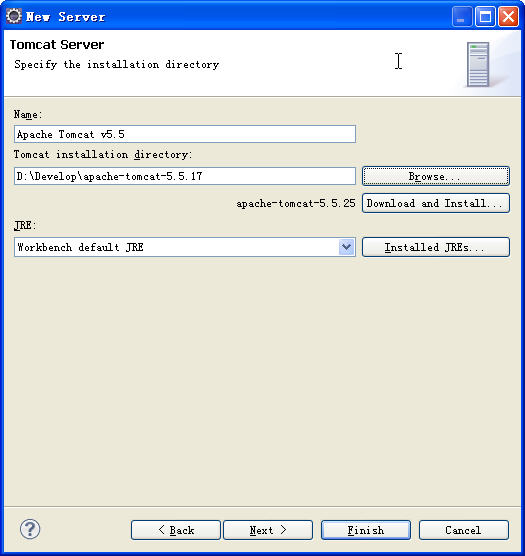 New Server
Tomcat Server
Specify the installation directory
Name:
Apache Tomcat v5.5
Tomcat installation directory:
D:\Develop\apache-tomcat-5.5.17
Browse...
apache-tomcat-5.5.25
Download and Install...
JRE:
Workbench default JRE
Installed JREs...
?
< Back
Next >
Finish
Cancel